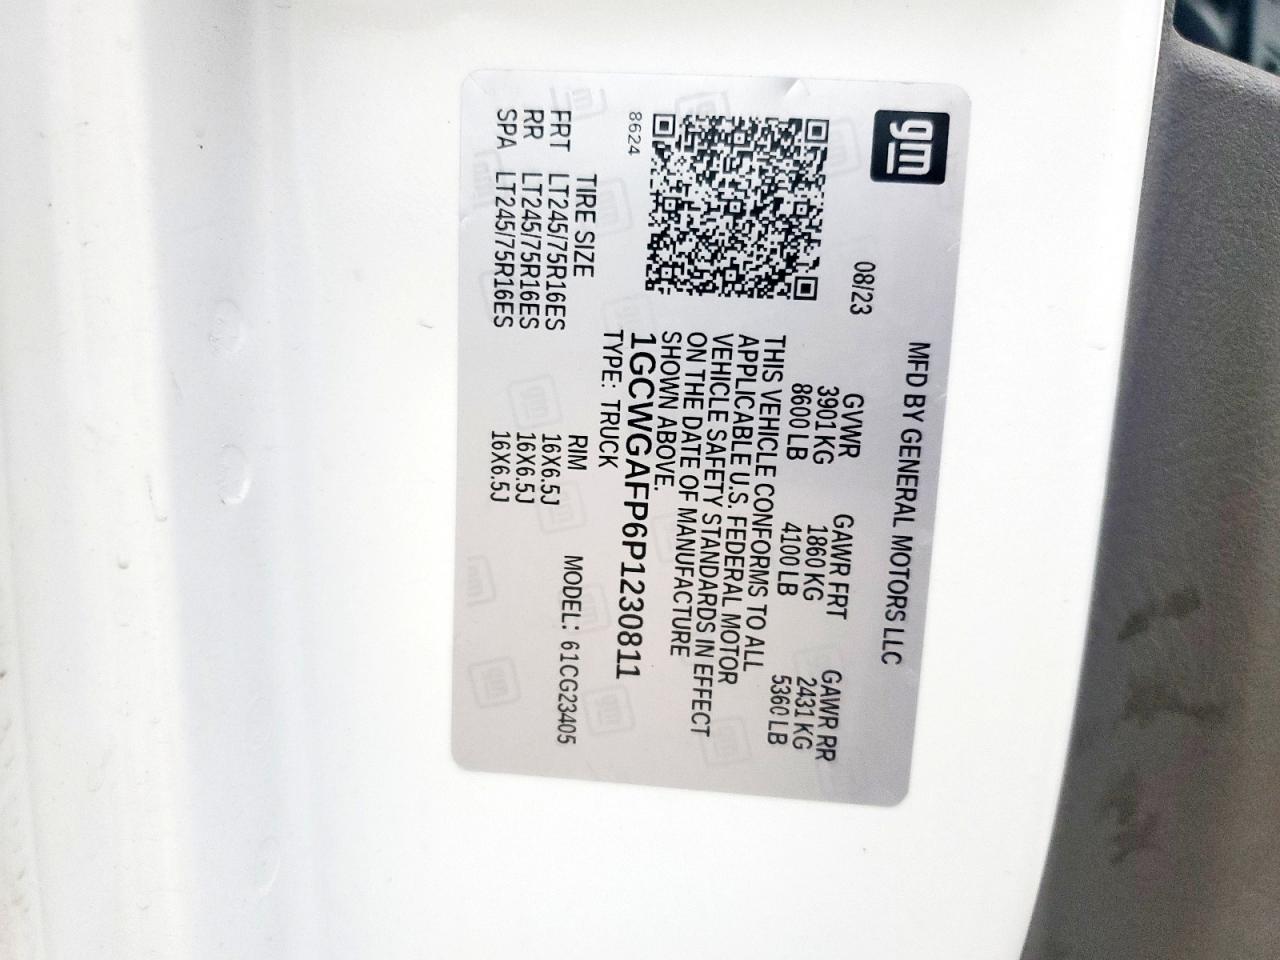 gm
MFD BY GENERAL MOTORS LLC
08/23
GVWR GAWR FRT GAWR RR
3901 KG 1860 KG 2431 KG
8600 LB 4100 LB 5360 LB
THIS VEHICLE CONFORMS TO ALL
APPLICABLE U.S. FEDERAL MOTOR
VEHICLE SAFETY STANDARDS IN EFFECT
ON THE DATE OF MANUFACTURE
SHOWN ABOVE.
8624
1GCWGAFP6P1230811
TYPE: TRUCK
TIRE SIZE RIM MODEL: 61CG23405
FRT LT245/75R16ES 16X6.5J
RR LT245/75R16ES 16X6.5J
SPA LT245/75R16ES 16X6.5J